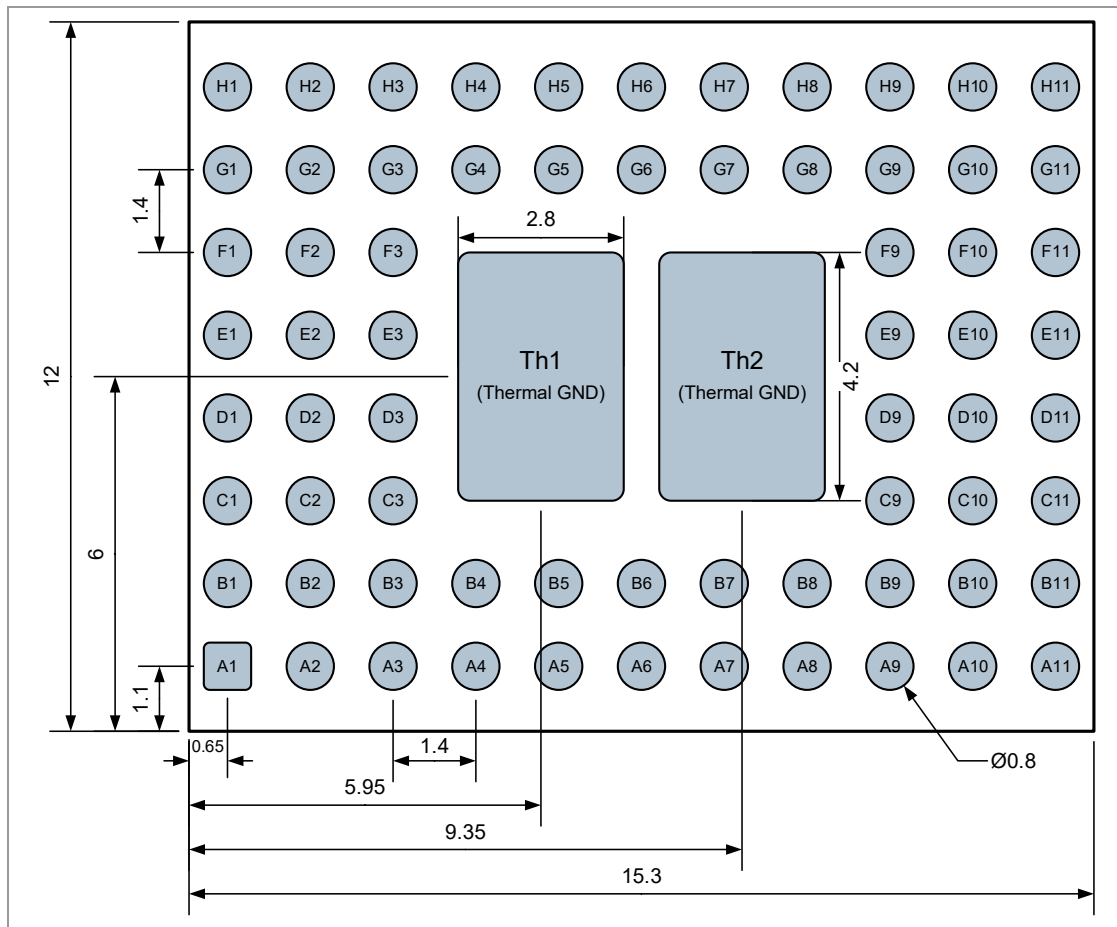 H1 H2 H3 H4 H5 H6 H7 H8 H9 H10 H11
G1 G2 G3 G4 G5 G6 G7 G8 G9 G10 G11
1.4
2.8
F1 F2 F3 F9 F10 F11
E1 E2 E3 E9 E10 E11
Th1
(Thermal GND)
Th2
(Thermal GND)
4.2
12
D1 D2 D3 D9 D10 D11
C1 C2 C3 C9 C10 C11
6
B1 B2 B3 B4 B5 B6 B7 B8 B9 B10 B11
A1 A2 A3 A4 A5 A6 A7 A8 A9 A10 A11
1.1
0.65
1.4
Ø0.8
5.95
9.35
15.3